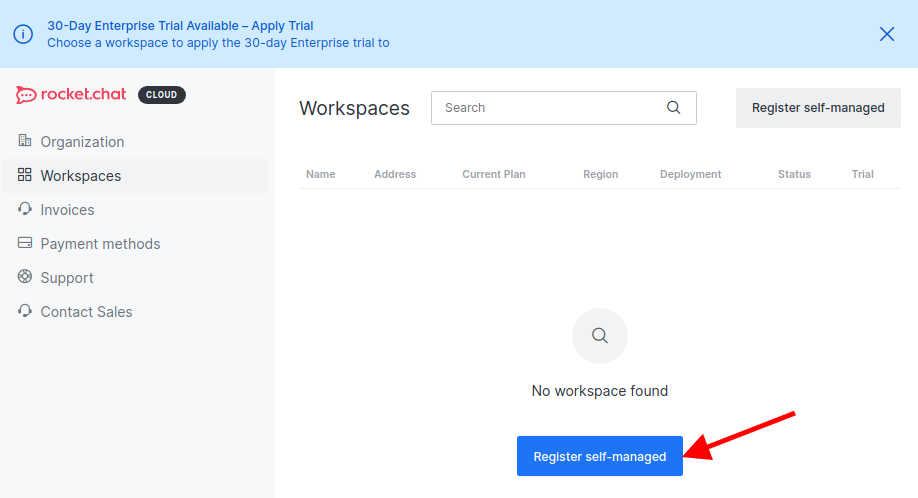 30-Day Enterprise Trial Available – Apply Trial
Choose a workspace to apply the 30-day Enterprise trial to
rocket.chat CLOUD
Organization
Workspaces
Invoices
Payment methods
Support
Contact Sales
Workspaces Search Register self-managed
Name Address Current Plan Region Deployment Status Trial
No workspace found
Register self-managed